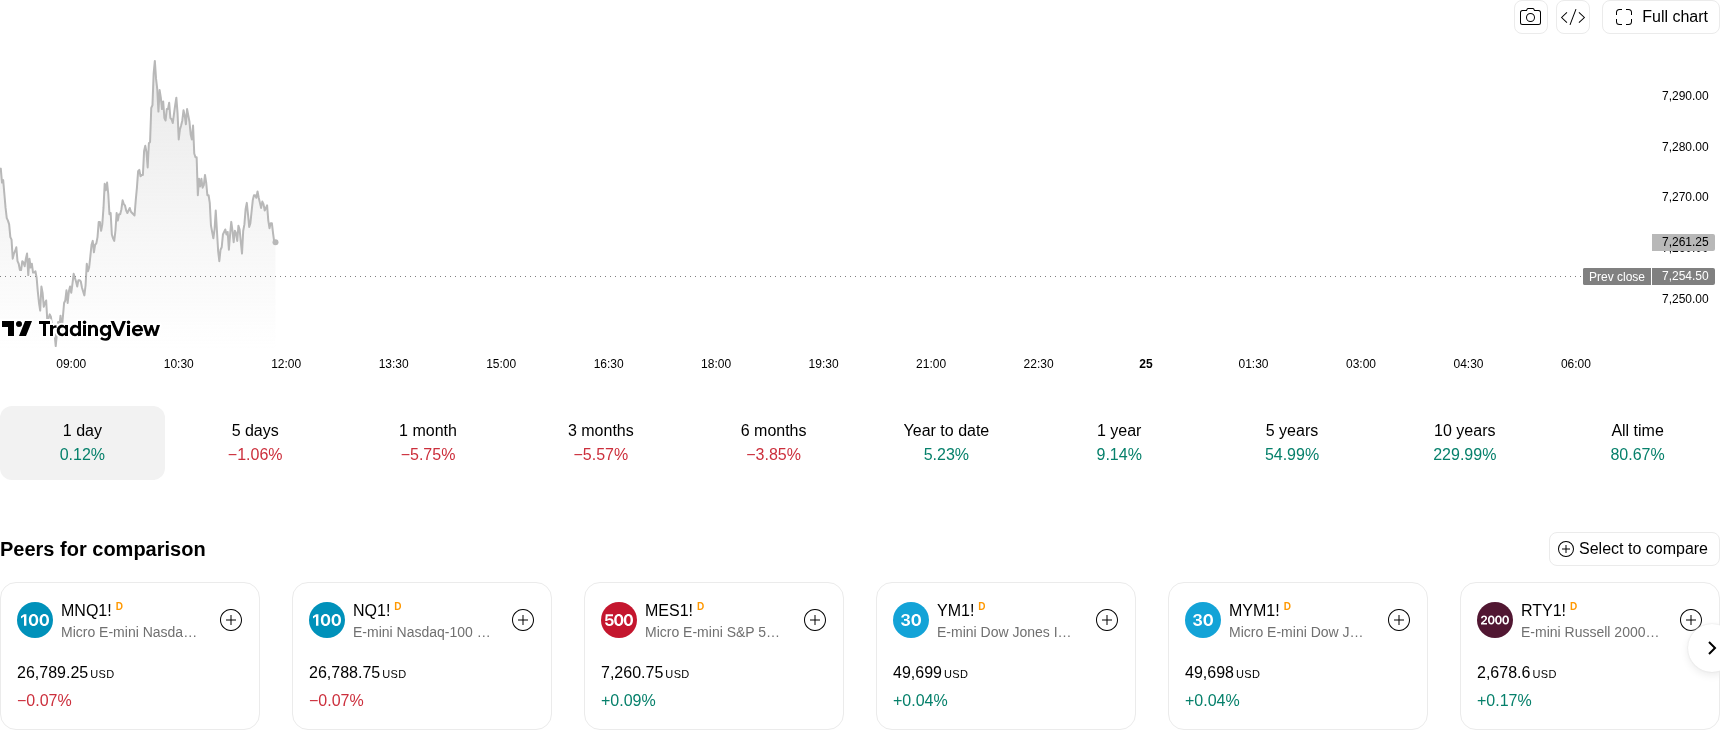 Full chart
7,290.00
7,280.00
7,270.00
7,261.25
Prev close 7,254.50
7,250.00
TradingView
09:00 10:30 12:00 13:30 15:00 16:30 18:00 19:30 21:00 22:30 25 01:30 03:00 04:30 06:00
1 day 5 days 1 month 3 months 6 months Year to date 1 year 5 years 10 years All time
0.12% −1.06% −5.75% −5.57% −3.85% 5.23% 9.14% 54.99% 229.99% 80.67%
Peers for comparison
Select to compare
100 MNQ1! D
Micro E-mini Nasda…
26,789.25 USD
−0.07%
100 NQ1! D
E-mini Nasdaq-100 …
26,788.75 USD
−0.07%
500 MES1! D
Micro E-mini S&P 5…
7,260.75 USD
+0.09%
30 YM1! D
E-mini Dow Jones I…
49,699 USD
+0.04%
30 MYM1! D
Micro E-mini Dow J…
49,698 USD
+0.04%
2000 RTY1! D
E-mini Russell 2000…
2,678.6 USD
+0.17%